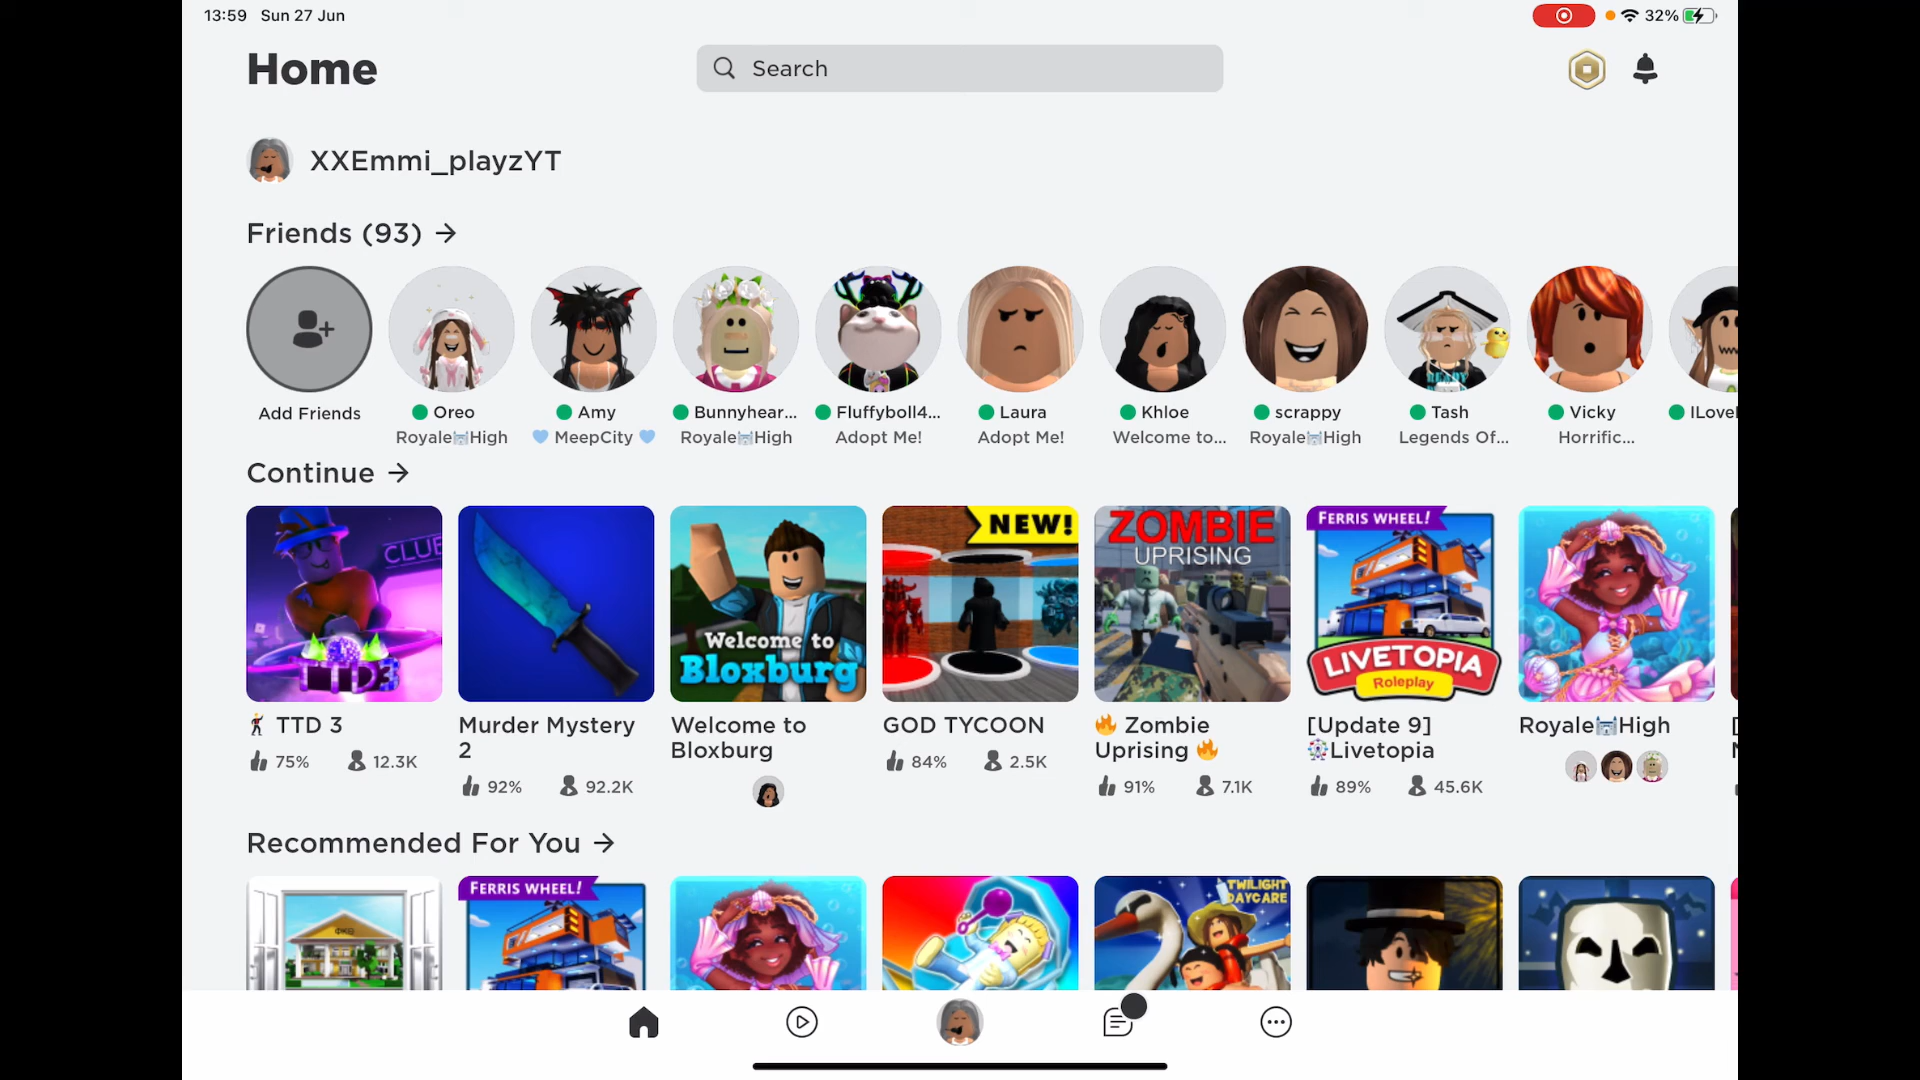 13:59 Sun 27 Jun
32%
Home
Search
XXEmmi_playzYT
Friends (93) →
Add Friends
Oreo
Royale🏰High
Amy
💙 MeepCity 💙
Bunnyhear...
Royale🏰High
Fluffyboll4...
Adopt Me!
Laura
Adopt Me!
Khloe
Welcome to...
scrappy
Royale🏰High
Tash
Legends Of...
Vicky
Horrific...
Continue →
CLUB
TTD3
Welcome to
Bloxburg
NEW!
ZOMBIE
UPRISING
FERRIS WHEEL!
LIVETOPIA
Roleplay
🕺 TTD 3
75% 12.3K
Murder Mystery
2
92% 92.2K
Welcome to
Bloxburg
GOD TYCOON
84% 2.5K
🔥 Zombie
Uprising 🔥
91% 7.1K
[Update 9]
🎡Livetopia
89% 45.6K
Royale🏰High
Recommended For You →
FERRIS WHEEL!
TWILIGHT
DAYCARE